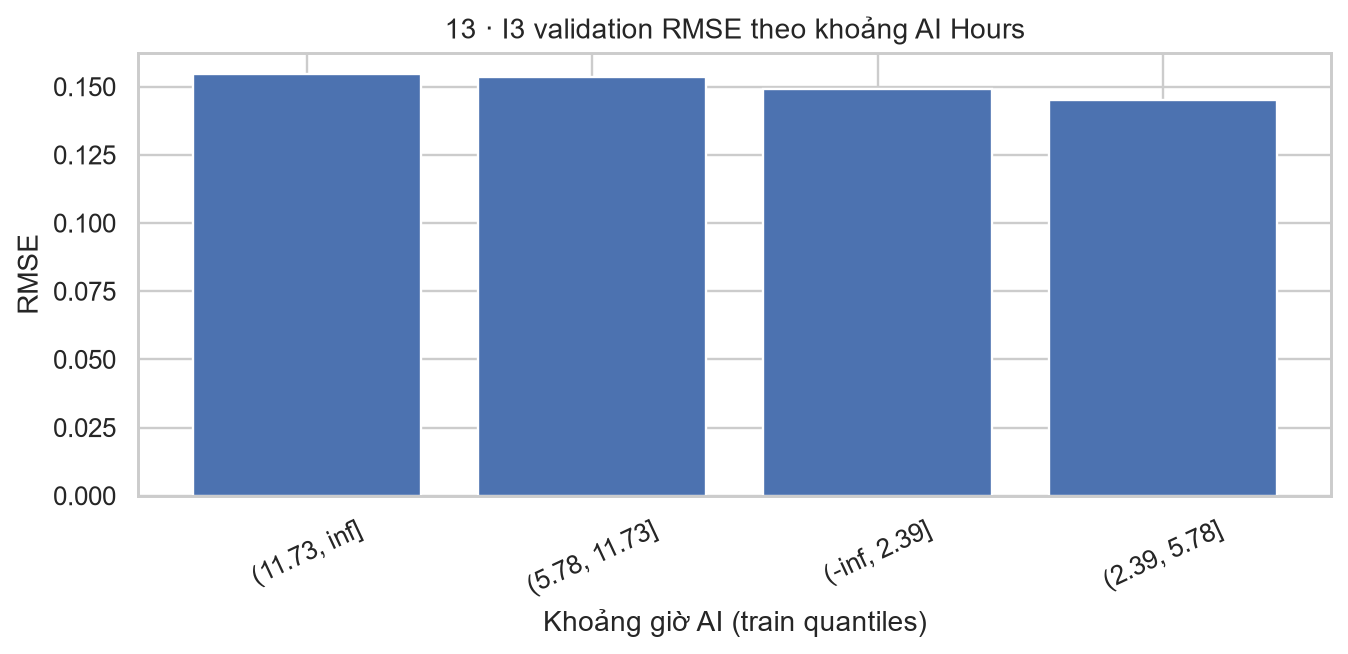 13 · I3 validation RMSE theo khoảng AI Hours
RMSE
0.150
0.125
0.100
0.075
0.050
0.025
0.000
(11.73, inf]
(5.78, 11.73]
(-inf, 2.39]
(2.39, 5.78]
Khoảng giờ AI (train quantiles)